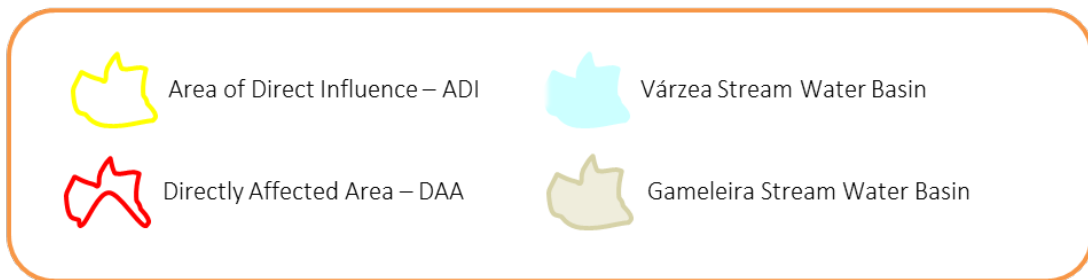 Area of Direct Influence – ADI
Várzea Stream Water Basin
Directly Affected Area – DAA
Gameleira Stream Water Basin